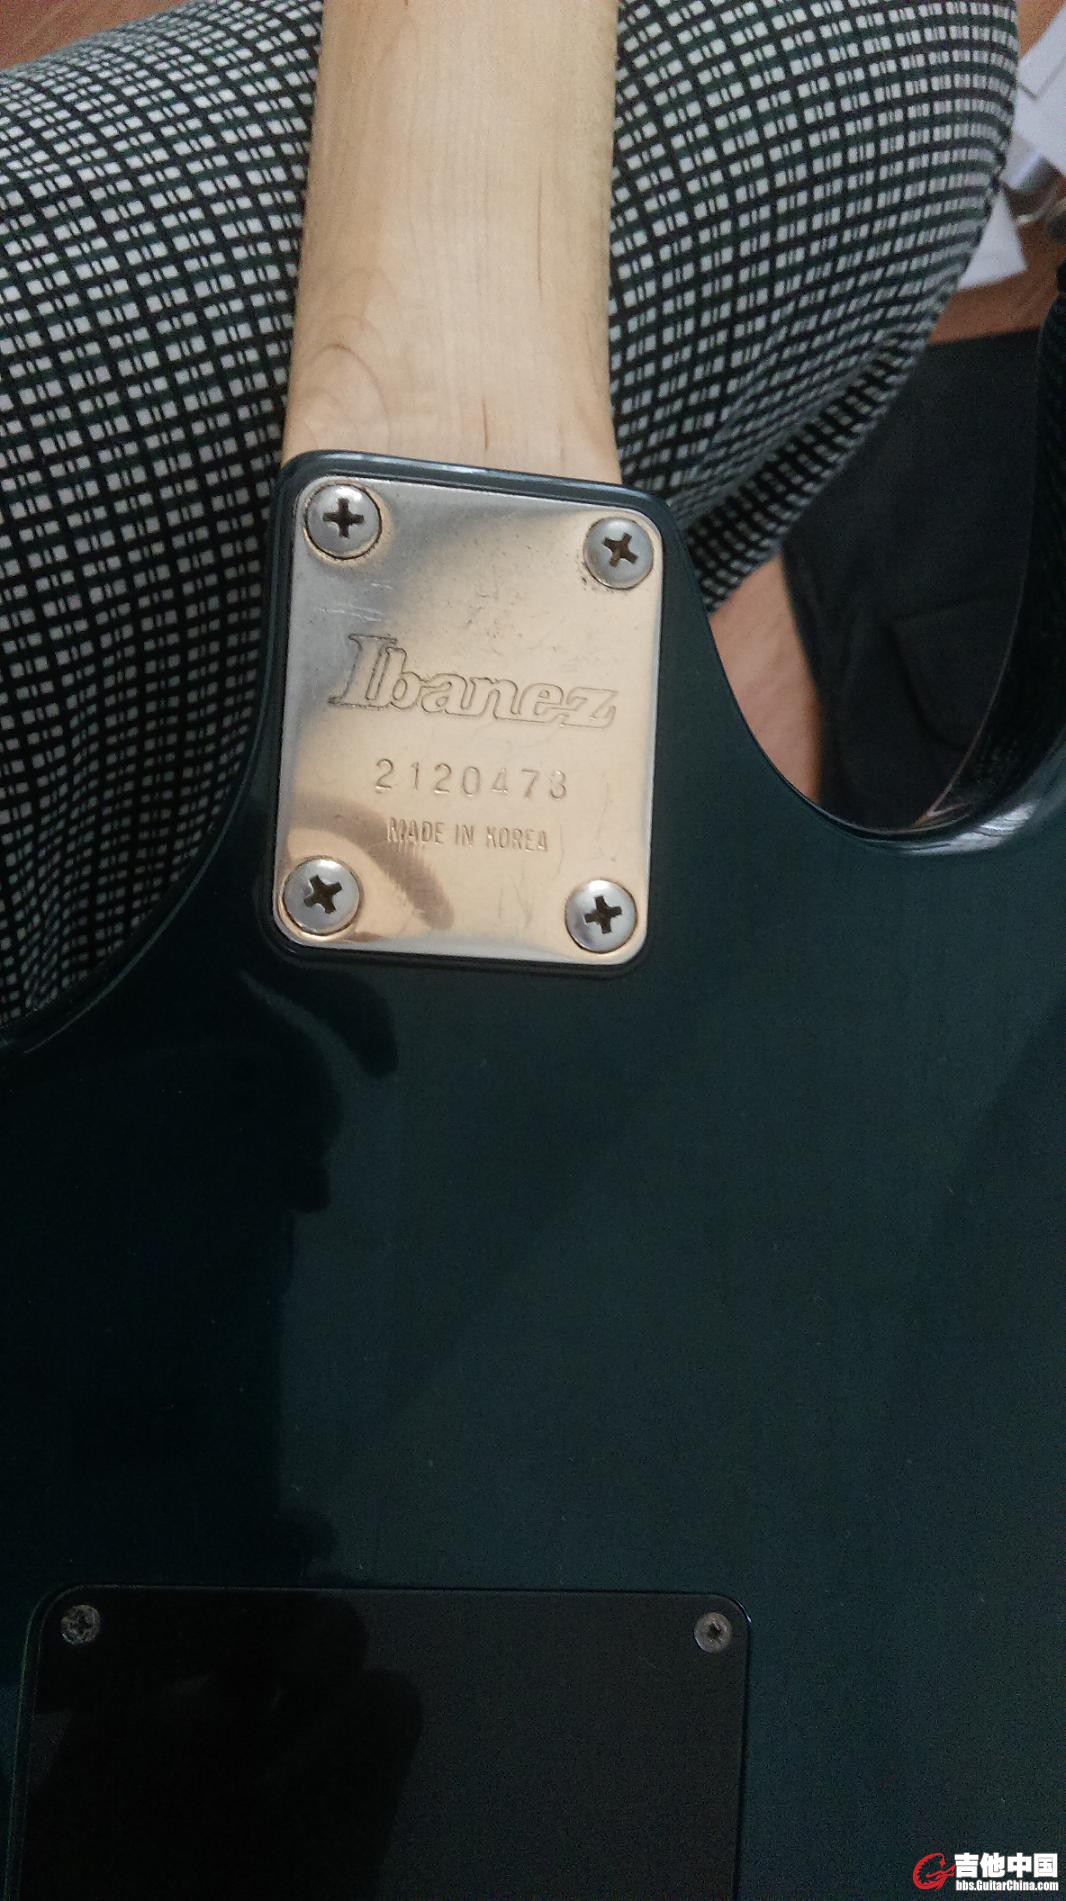 Ibanez
2120473
MADE IN KOREA
吉他中国
bbs.GuitarChina.com